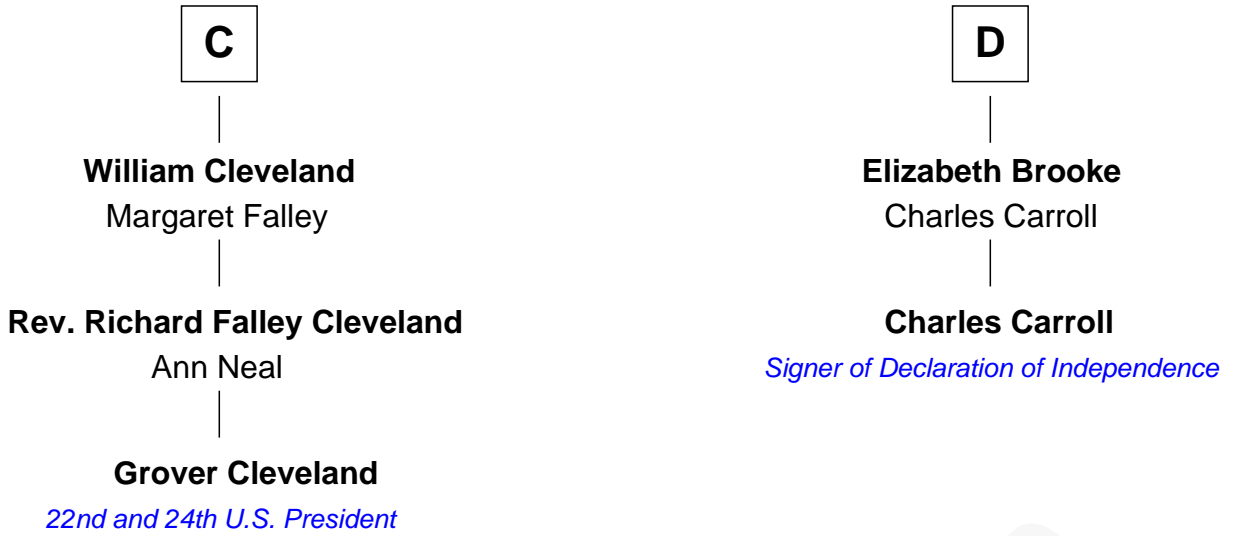 C
William Cleveland
Margaret Falley
Rev. Richard Falley Cleveland
Ann Neal
Grover Cleveland
22nd and 24th U.S. President
D
Elizabeth Brooke
Charles Carroll
Charles Carroll
Signer of Declaration of Independence